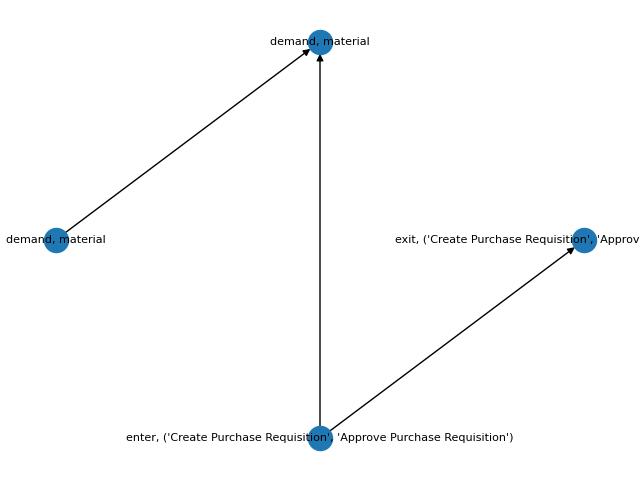 demand, material
demand, material
exit, ('Create Purchase Requisition', 'Approv
enter, ('Create Purchase Requisition', 'Approve Purchase Requisition')